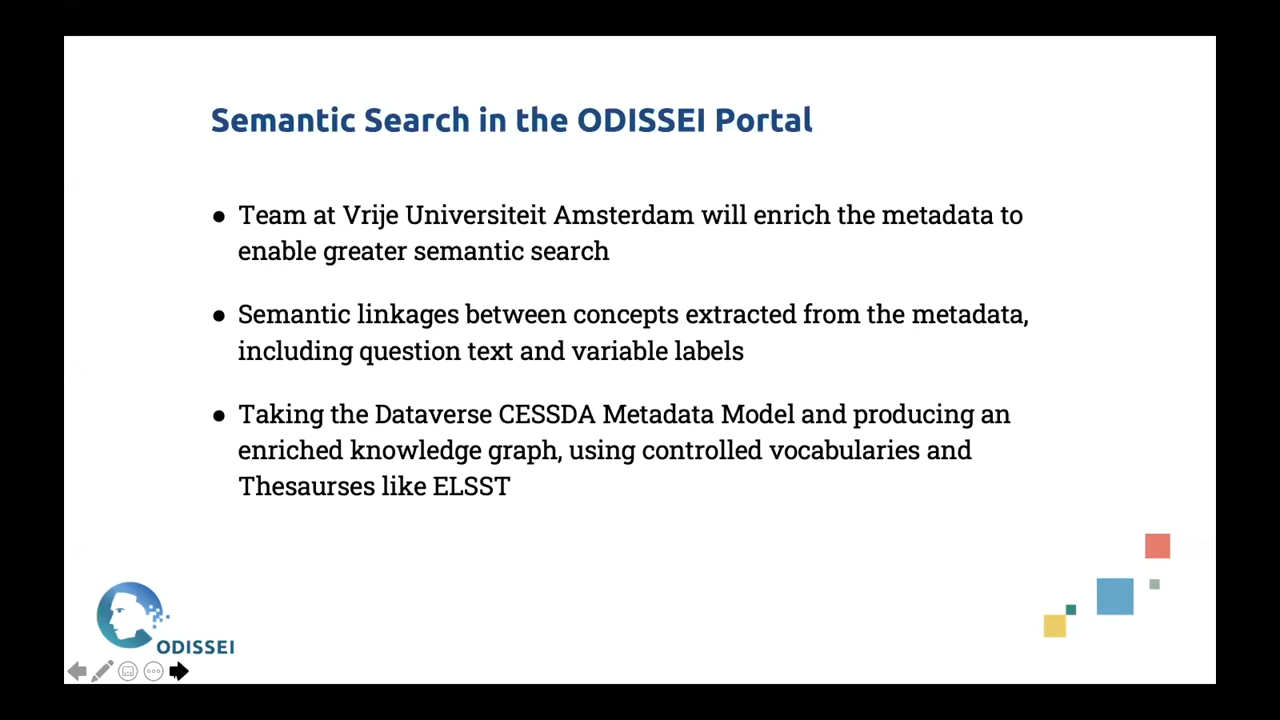 Semantic Search in the ODISSEI Portal
● Team at Vrije Universiteit Amsterdam will enrich the metadata to
enable greater semantic search
● Semantic linkages between concepts extracted from the metadata,
including question text and variable labels
● Taking the Dataverse CESSDA Metadata Model and producing an
enriched knowledge graph, using controlled vocabularies and
Thesaurses like ELSST
ODISSEI